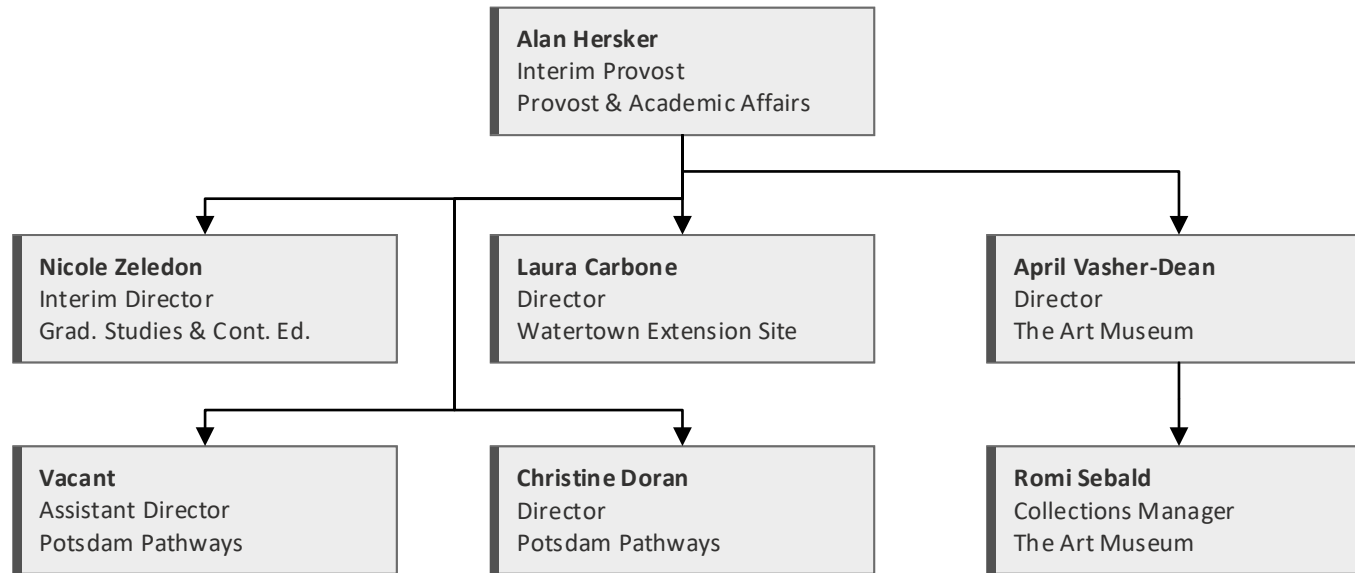 Alan Hersker
Interim Provost
Provost & Academic Affairs
Nicole Zeledon
Interim Director
Grad. Studies & Cont. Ed.
Laura Carbone
Director
Watertown Extension Site
April Vasher-Dean
Director
The Art Museum
Vacant
Assistant Director
Potsdam Pathways
Christine Doran
Director
Potsdam Pathways
Romi Sebald
Collections Manager
The Art Museum